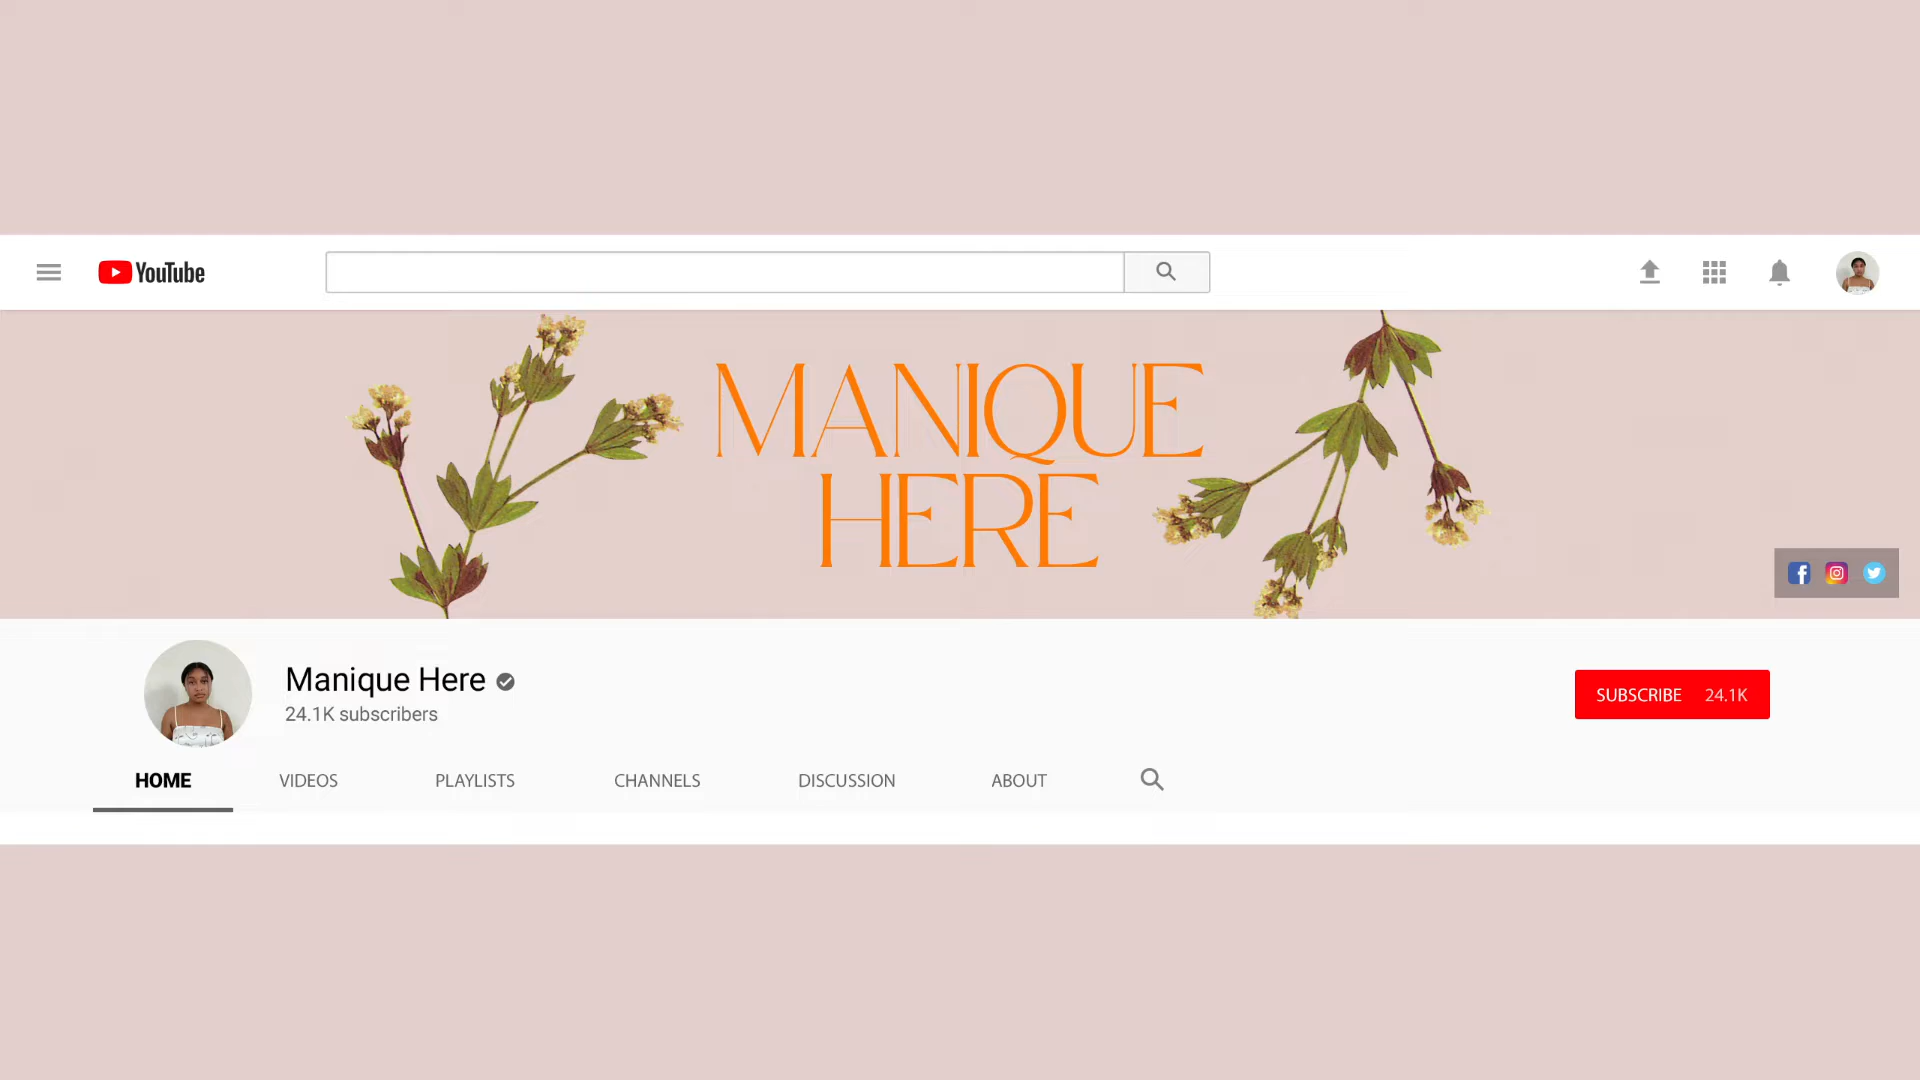 YouTube
MANIQUE
HERE
Manique Here
24.1K subscribers
SUBSCRIBE 24.1K
HOME VIDEOS PLAYLISTS CHANNELS DISCUSSION ABOUT